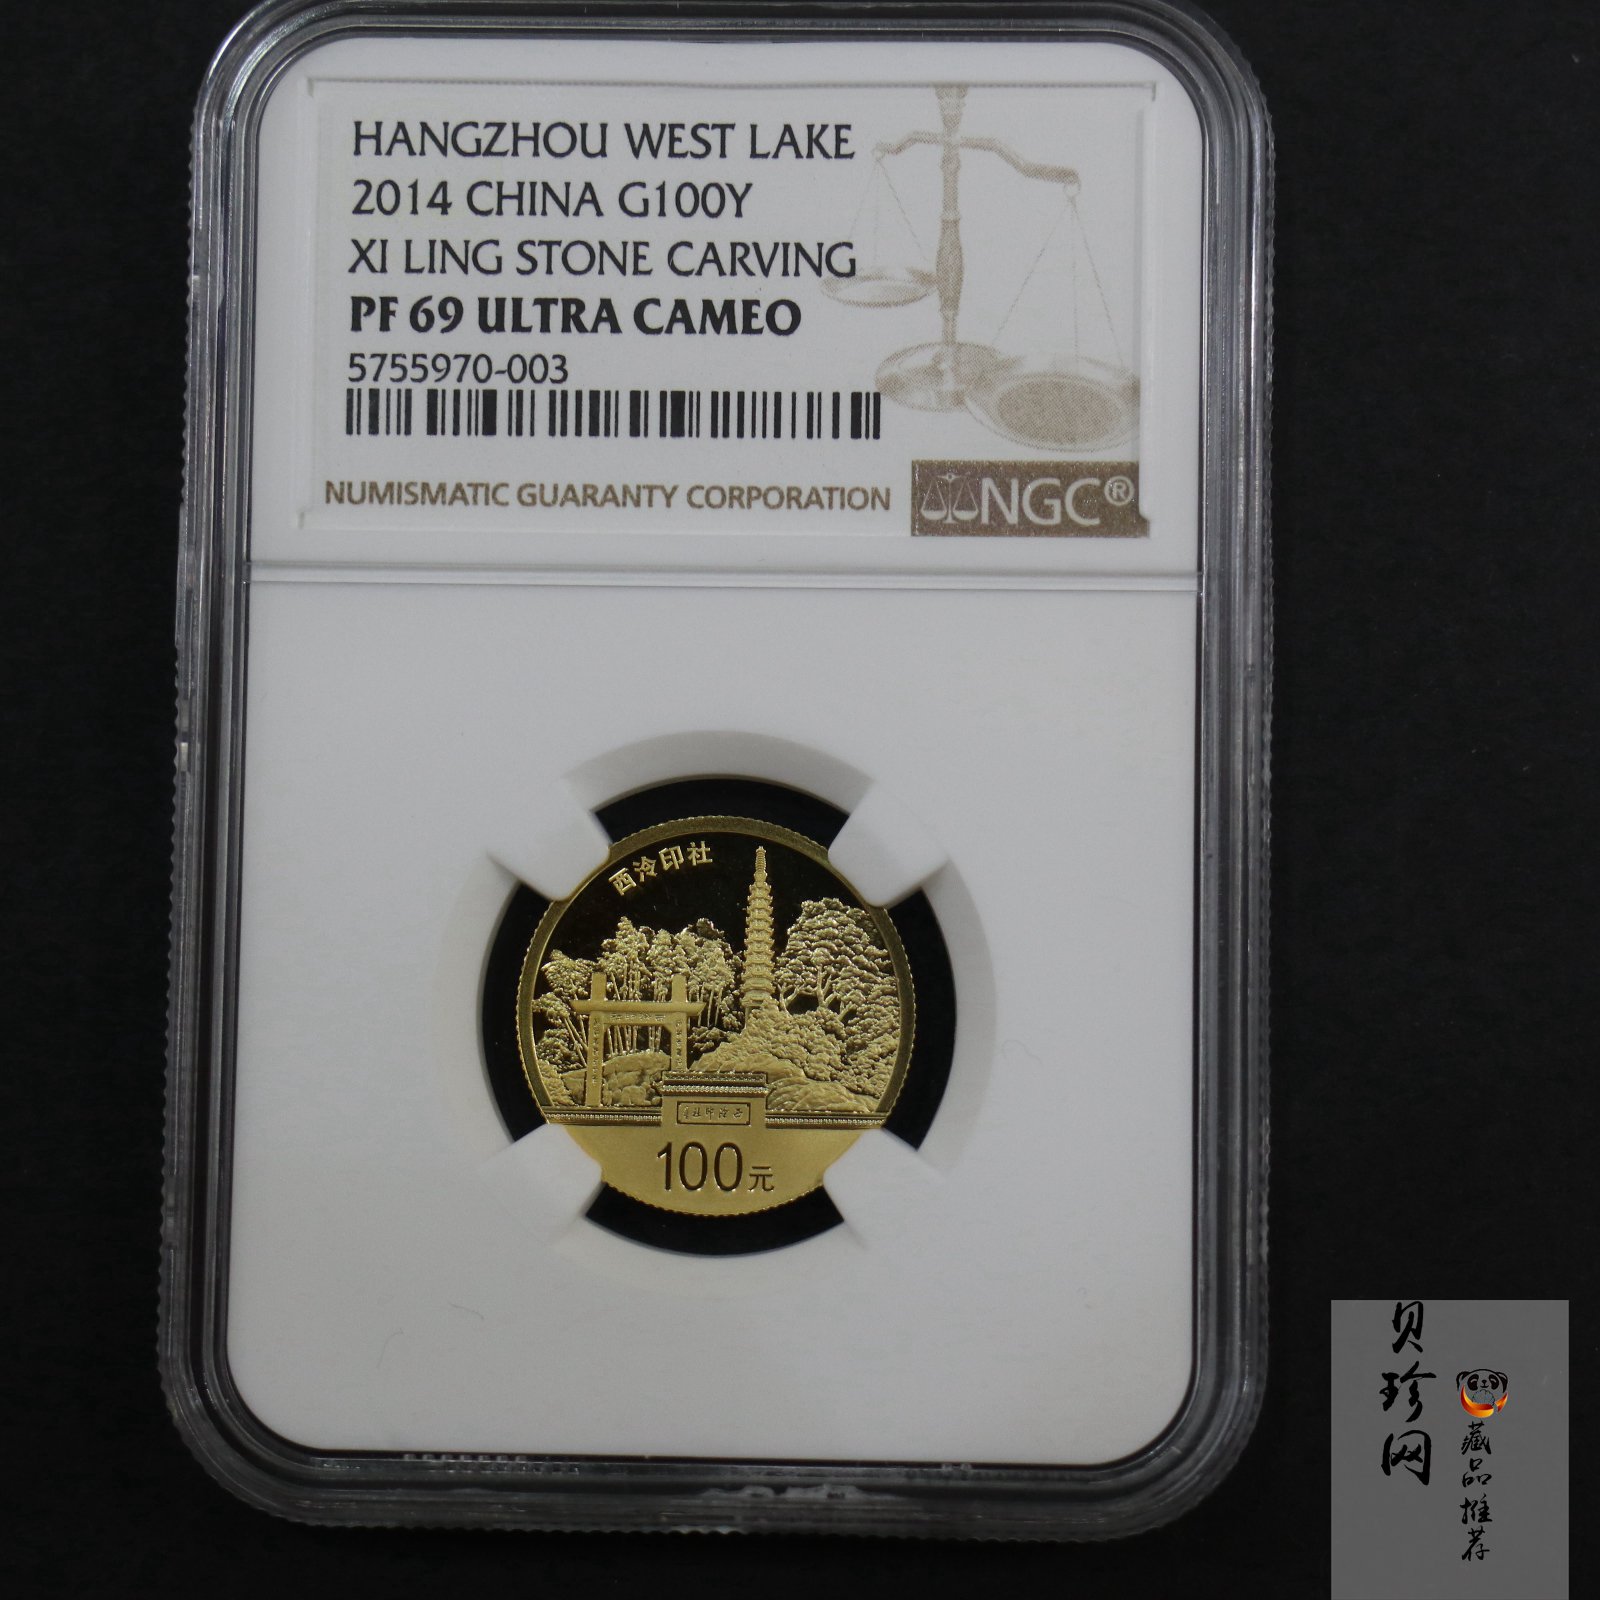 HANGZHOU WEST LAKE
2014 CHINA G100Y
XI LING STONE CARVING
PF 69 ULTRA CAMEO
5755970-003
NUMISMATIC GUARANTY CORPORATION
NGC®
西泠印社
100元
贝珍网
藏品推荐